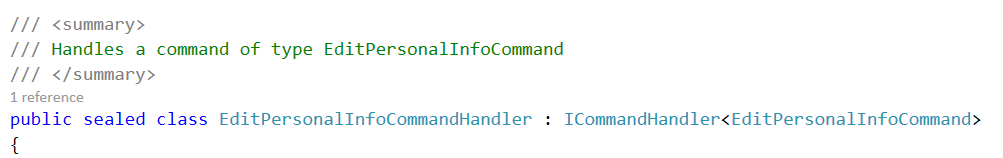 /// <summary>
/// Handles a command of type EditPersonalInfoCommand
/// </summary>
1 reference
public sealed class EditPersonalInfoCommandHandler : ICommandHandler<EditPersonalInfoCommand>
{